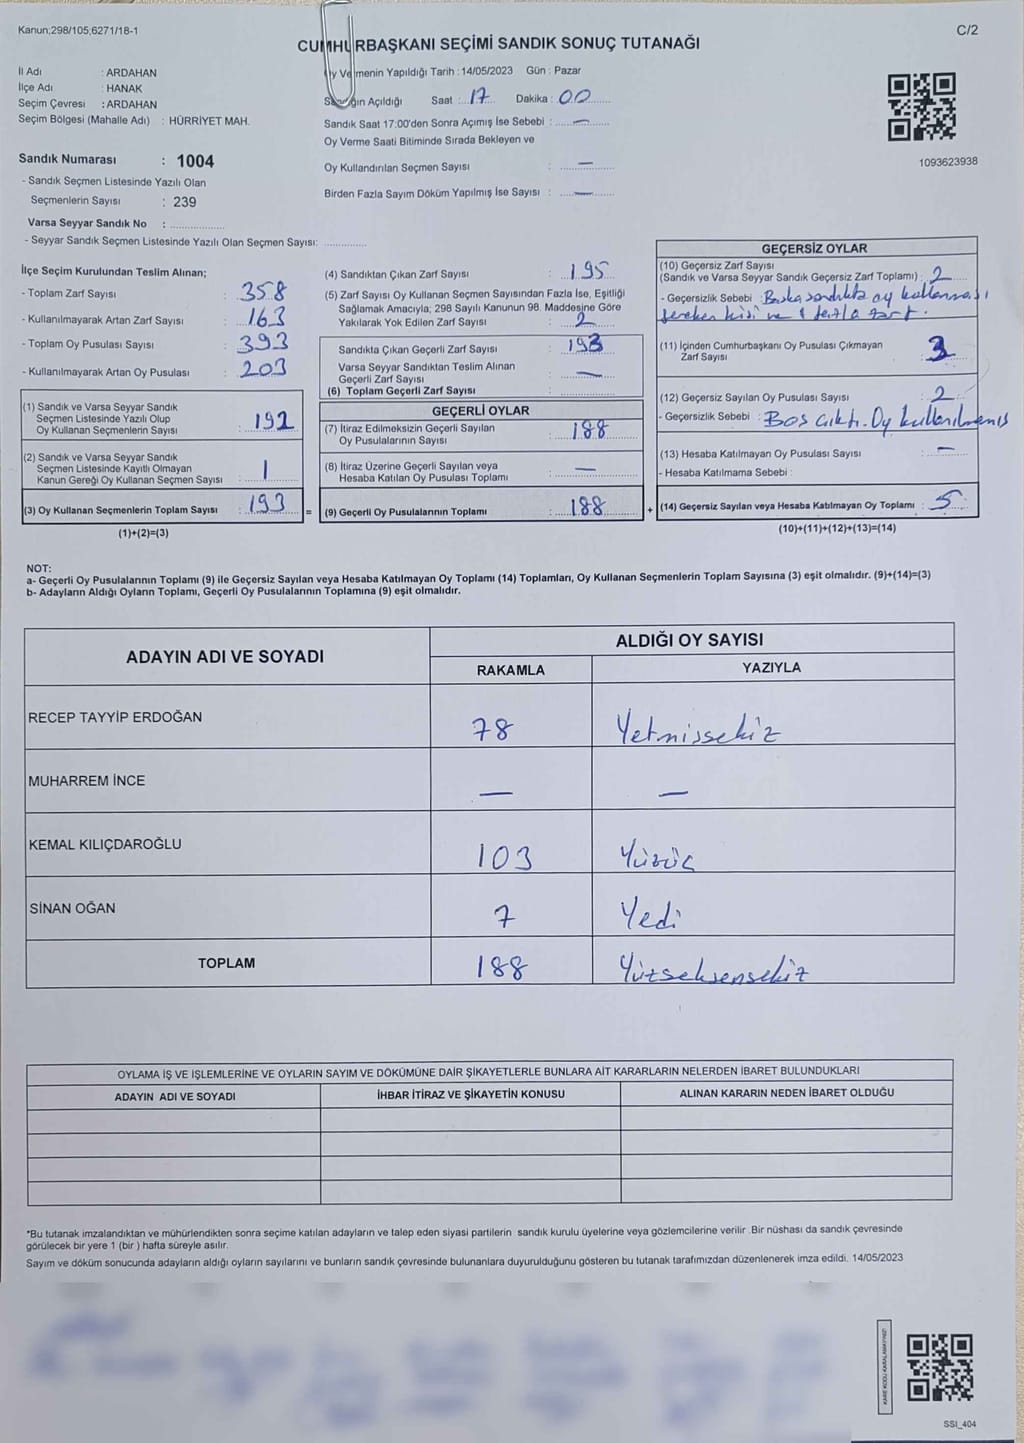 Kanun;298/105;6271/18-1
C/2
CUMHURBAŞKANI SEÇİMİ SANDIK SONUÇ TUTANAĞI
İl Adı : ARDAHAN
İlçe Adı : HANAK
Seçim Çevresi : ARDAHAN
Seçim Bölgesi (Mahalle Adı) : HÜRRİYET MAH.
Sandık Numarası : 1004
- Sandık Seçmen Listesinde Yazılı Olan
Seçmenlerin Sayısı : 239
Varsa Seyyar Sandık No : ..................
- Seyyar Sandık Seçmen Listesinde Yazılı Olan Seçmen Sayısı: ..............
Oy Vermenin Yapıldığı Tarih : 14/05/2023 Gün : Pazar
Sandığın Açıldığı Saat : 17 Dakika : 00
Sandık Saat 17:00'den Sonra Açımış İse Sebebi : —
Oy Verme Saati Bitiminde Sırada Bekleyen ve
Oy Kullandırılan Seçmen Sayısı : —
Birden Fazla Sayım Döküm Yapılmış İse Sayısı : —
1093623938
İlçe Seçim Kurulundan Teslim Alınan;
- Toplam Zarf Sayısı : 358
- Kullanılmayarak Artan Zarf Sayısı : 163
- Toplam Oy Pusulası Sayısı : 393
- Kullanılmayarak Artan Oy Pusulası : 203
(1) Sandık ve Varsa Seyyar Sandık
Seçmen Listesinde Yazılı Olup
Oy Kullanan Seçmenlerin Sayısı : 192
(2) Sandık ve Varsa Seyyar Sandık
Seçmen Listesinde Kayıtlı Olmayan
Kanun Gereği Oy Kullanan Seçmen Sayısı : 1
(3) Oy Kullanan Seçmenlerin Toplam Sayısı : 193 =
(1)+(2)=(3)
(4) Sandıktan Çıkan Zarf Sayısı : 195
(5) Zarf Sayısı Oy Kullanan Seçmen Sayısından Fazla İse, Eşitliği
Sağlamak Amacıyla; 298 Sayılı Kanunun 98. Maddesine Göre
Yakılarak Yok Edilen Zarf Sayısı : 2
Sandıkta Çıkan Geçerli Zarf Sayısı : 193
Varsa Seyyar Sandıktan Teslim Alınan
Geçerli Zarf Sayısı : —
(6) Toplam Geçerli Zarf Sayısı :
GEÇERLİ OYLAR
(7) İtiraz Edilmeksizin Geçerli Sayılan
Oy Pusulalarının Sayısı : 188
(8) İtiraz Üzerine Geçerli Sayılan veya
Hesaba Katılan Oy Pusulası Toplamı : —
(9) Geçerli Oy Pusulalarının Toplamı : 188 +
GEÇERSİZ OYLAR
(10) Geçersiz Zarf Sayısı
(Sandık ve Varsa Seyyar Sandık Geçersiz Zarf Toplamı) : 2
- Geçersizlik Sebebi : Başka sandıkta oy kullanması
gereken kişi ve 1 fazla zarf.
(11) İçinden Cumhurbaşkanı Oy Pusulası Çıkmayan
Zarf Sayısı : 3
(12) Geçersiz Sayılan Oy Pusulası Sayısı : 2
- Geçersizlik Sebebi : Boş çıktı. Oy kullanılmamış
(13) Hesaba Katılmayan Oy Pusulası Sayısı : —
- Hesaba Katılmama Sebebi :
(14) Geçersiz Sayılan veya Hesaba Katılmayan Oy Toplamı : 5
(10)+(11)+(12)+(13)=(14)
NOT:
a- Geçerli Oy Pusulalarının Toplamı (9) ile Geçersiz Sayılan veya Hesaba Katılmayan Oy Toplamı (14) Toplamları, Oy Kullanan Seçmenlerin Toplam Sayısına (3) eşit olmalıdır. (9)+(14)=(3)
b- Adayların Aldığı Oyların Toplamı, Geçerli Oy Pusulalarının Toplamına (9) eşit olmalıdır.
ADAYIN ADI VE SOYADI
ALDIĞI OY SAYISI
RAKAMLA YAZIYLA
RECEP TAYYİP ERDOĞAN 78 Yetmişsekiz
MUHARREM İNCE — —
KEMAL KILIÇDAROĞLU 103 Yüzüç
SİNAN OĞAN 7 Yedi
TOPLAM 188 Yüzseksensekiz
OYLAMA İŞ VE İŞLEMLERİNE VE OYLARIN SAYIM VE DÖKÜMÜNE DAİR ŞİKAYETLERLE BUNLARA AİT KARARLARIN NELERDEN İBARET BULUNDUKLARI
ADAYIN ADI VE SOYADI İHBAR İTİRAZ VE ŞİKAYETİN KONUSU ALINAN KARARIN NEDEN İBARET OLDUĞU
*Bu tutanak imzalandıktan ve mühürlendikten sonra seçime katılan adayların ve talep eden siyasi partilerin sandık kurulu üyelerine veya gözlemcilerine verilir. Bir nüshası da sandık çevresinde
görülecek bir yere 1 (bir ) hafta süreyle asılır.
Sayım ve döküm sonucunda adayların aldığı oyların sayılarını ve bunların sandık çevresinde bulunanlara duyurulduğunu gösteren bu tutanak tarafımızdan düzenlenerek imza edildi. 14/05/2023
SSI_404